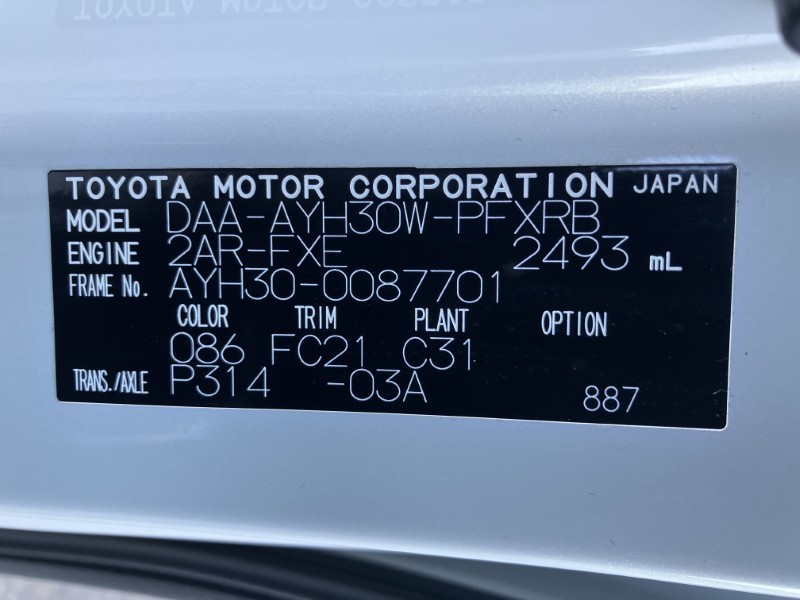 TOYOTA MOTOR CORPORATION JAPAN
MODEL DAA-AYH30W-PFXRB
ENGINE 2AR-FXE 2493 mL
FRAME No. AYH30-0087701
COLOR TRIM PLANT OPTION
086 FC21 C31
TRANS./AXLE P314 -03A 887